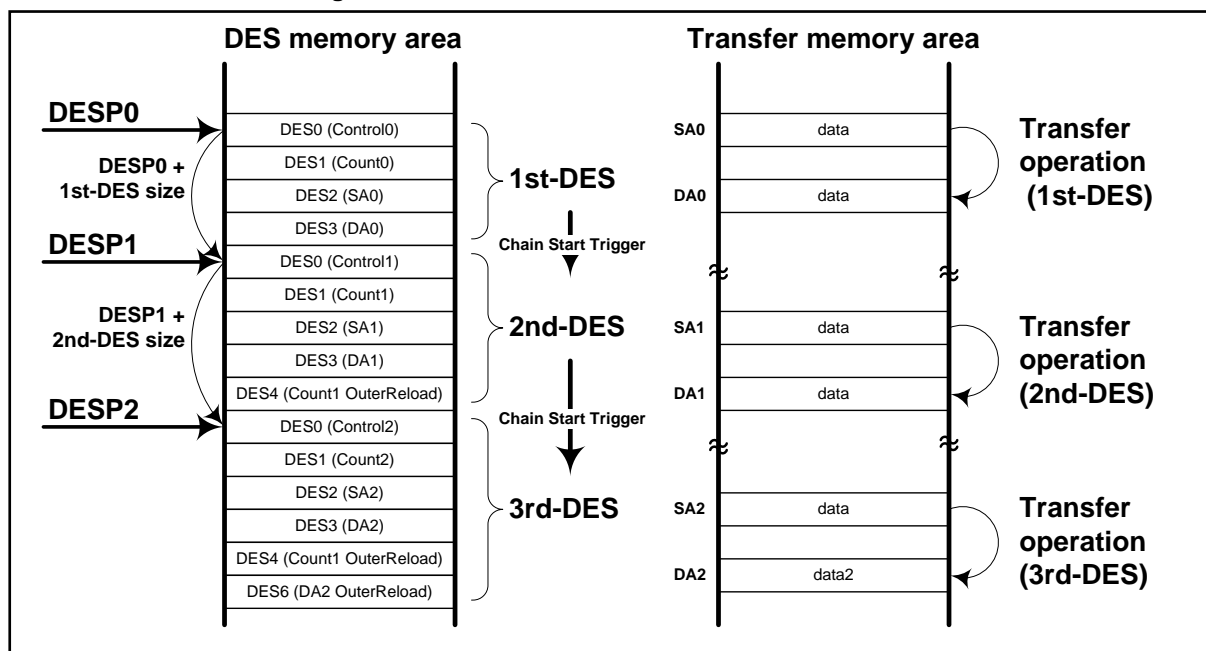 DES memory area
Transfer memory area
DESP0
DESP0 +
1st-DES size
DESP1
DESP1 +
2nd-DES size
DESP2
DES0 (Control0)
DES1 (Count0)
DES2 (SA0)
DES3 (DA0)
DES0 (Control1)
DES1 (Count1)
DES2 (SA1)
DES3 (DA1)
DES4 (Count1 OuterReload)
DES0 (Control2)
DES1 (Count2)
DES2 (SA2)
DES3 (DA2)
DES4 (Count1 OuterReload)
DES6 (DA2 OuterReload)
1st-DES
Chain Start Trigger
2nd-DES
Chain Start Trigger
3rd-DES
SA0
data
DA0
data
SA1
data
DA1
data
SA2
data
DA2
data2
Transfer
operation
(1st-DES)
Transfer
operation
(2nd-DES)
Transfer
operation
(3rd-DES)